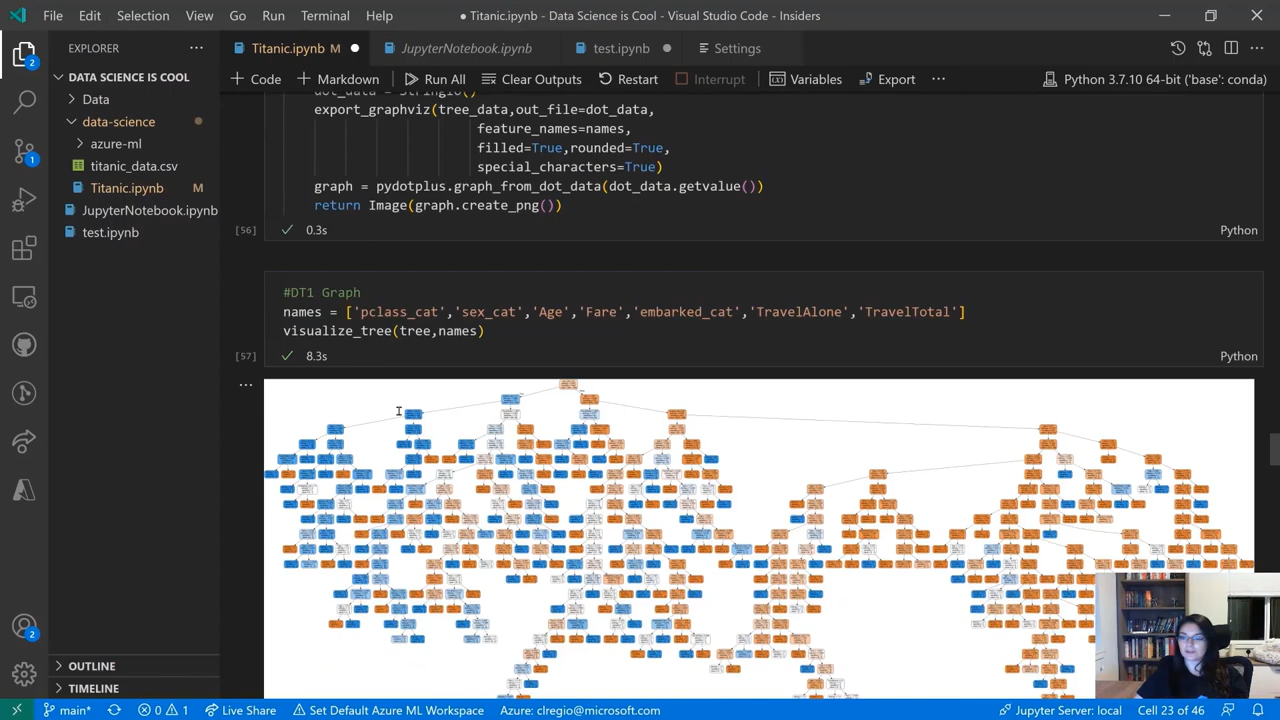 File Edit Selection View Go Run Terminal Help
● Titanic.ipynb - Data Science is Cool - Visual Studio Code - Insiders
EXPLORER
Titanic.ipynb M
JupyterNotebook.ipynb
test.ipynb
Settings
DATA SCIENCE IS COOL
Data
data-science
azure-ml
titanic_data.csv
Titanic.ipynb M
JupyterNotebook.ipynb
test.ipynb
OUTLINE
TIMELINE
2
1
2
Code Markdown Run All Clear Outputs Restart Interrupt Variables Export ...
Python 3.7.10 64-bit ('base': conda)
dot_data = StringIO()
export_graphviz(tree_data,out_file=dot_data,
feature_names=names,
filled=True,rounded=True,
special_characters=True)
graph = pydotplus.graph_from_dot_data(dot_data.getvalue())
return Image(graph.create_png())
[56] 0.3s Python
#DT1 Graph
names = ['pclass_cat','sex_cat','Age','Fare','embarked_cat','TravelAlone','TravelTotal']
visualize_tree(tree,names)
[57] 8.3s Python
main* 0 1 Live Share Set Default Azure ML Workspace Azure: clregio@microsoft.com Jupyter Server: local Cell 23 of 46